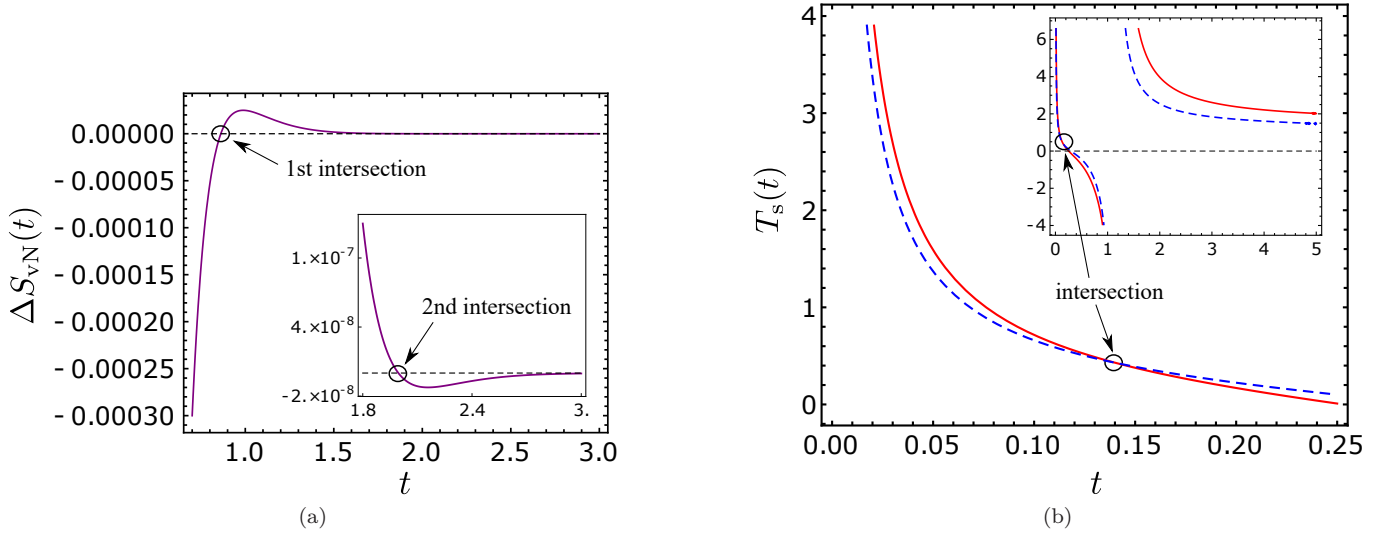 0.00000
-0.00005
-0.00010
-0.00015
-0.00020
-0.00025
-0.00030
ΔS_vN(t)
1st intersection
1.×10⁻⁷
4.×10⁻⁸
-2.×10⁻⁸
2nd intersection
1.8 2.4 3.
1.0 1.5 2.0 2.5 3.0
t
(a)
4
3
2
1
0
T_s(t)
6
4
2
0
-2
-4
0 1 2 3 4 5
intersection
0.00 0.05 0.10 0.15 0.20 0.25
t
(b)